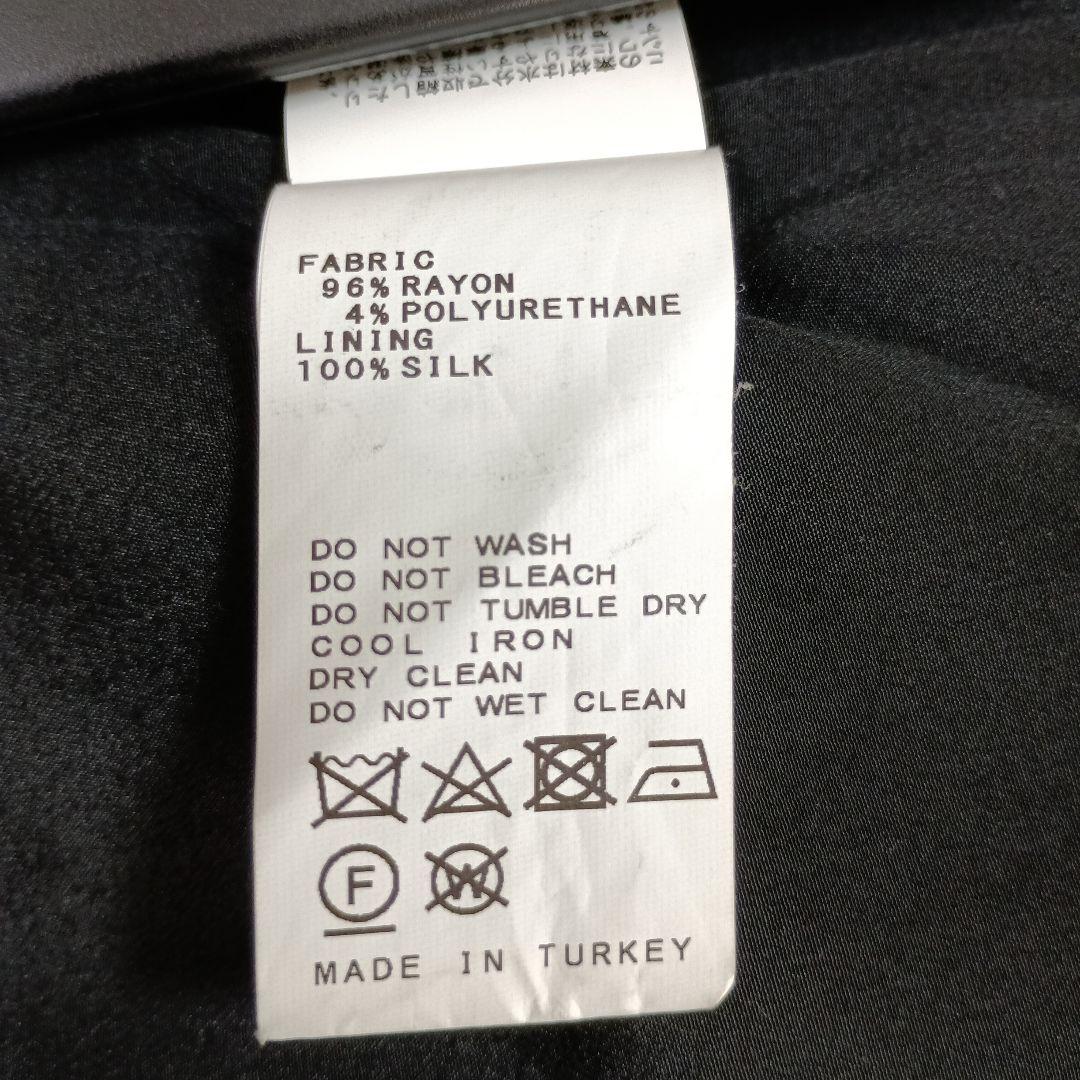 FABRIC
96% RAYON
4% POLYURETHANE
LINING
100% SILK
DO NOT WASH
DO NOT BLEACH
DO NOT TUMBLE DRY
COOL IRON
DRY CLEAN
DO NOT WET CLEAN
F W
MADE IN TURKEY